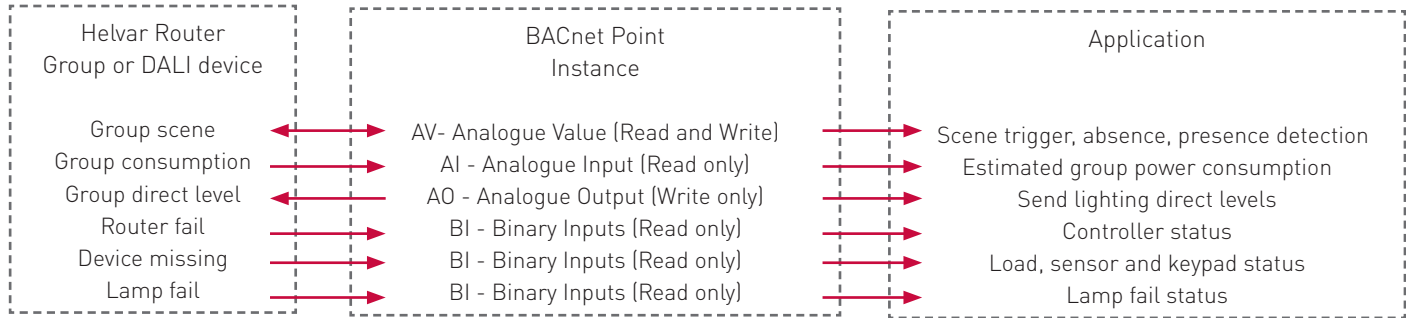 Helvar Router
Group or DALI device
Group scene
Group consumption
Group direct level
Router fail
Device missing
Lamp fail
BACnet Point
Instance
AV- Analogue Value (Read and Write)
AI - Analogue Input (Read only)
AO - Analogue Output (Write only)
BI - Binary Inputs (Read only)
BI - Binary Inputs (Read only)
BI - Binary Inputs (Read only)
Application
Scene trigger, absence, presence detection
Estimated group power consumption
Send lighting direct levels
Controller status
Load, sensor and keypad status
Lamp fail status